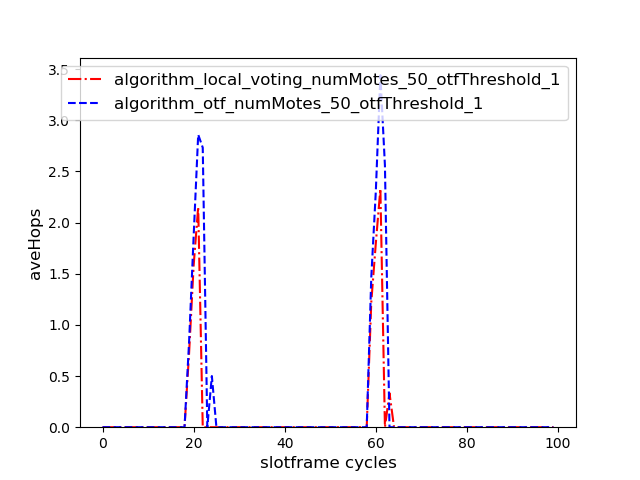 algorithm_local_voting_numMotes_50_otfThreshold_1
algorithm_otf_numMotes_50_otfThreshold_1
3.5
3.0
2.5
2.0
1.5
1.0
0.5
0.0
aveHops
0 20 40 60 80 100
slotframe cycles